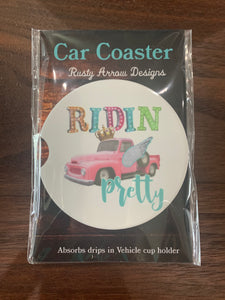 Car Coaster
Rusty Arrow Designs
RIDIN
pretty
Absorbs drips in Vehicle cup holder